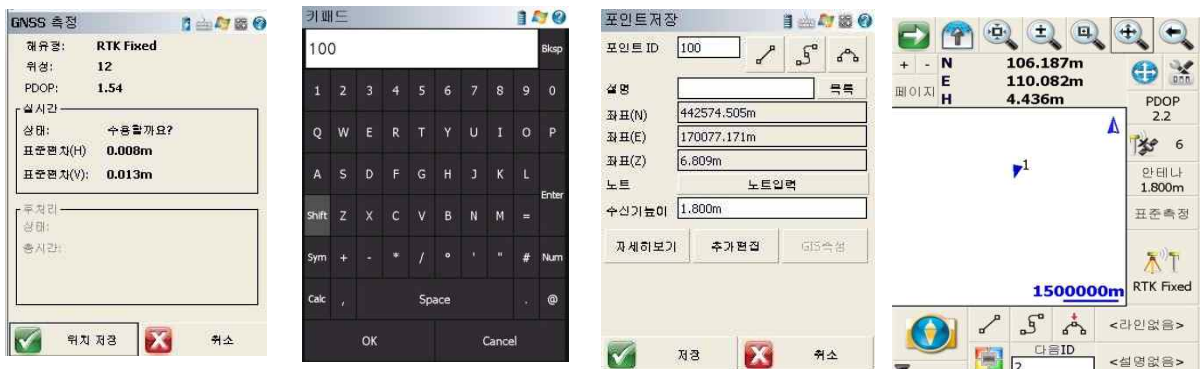 GNSS 측정
해유형: RTK Fixed
위성: 12
PDOP: 1.54
실시간
상태: 수용할까요?
표준편차(H) 0.008m
표준편차(V): 0.013m
후처리
상태:
총시간:
위치 저장 취소
키패드
100 Bksp
1 2 3 4 5 6 7 8 9 0
Q W E R T Y U I O P
A S D F G H J K L
Enter
Shift Z X C V B N M =
Sym + - * / ° ' " # Num
Calc , Space . @
OK Cancel
포인트저장
포인트 ID 100
설명 목록
좌표(N) 442574.505m
좌표(E) 170077.171m
좌표(Z) 6.809m
노트 노트입력
수신기높이 1.800m
자세히보기 추가편집 GIS속성
저장 취소
+ - N 106.187m
페이지 E 110.082m
H 4.436m
PDOP
2.2
6
1
안테나
1.800m
표준측정
1500000m
RTK Fixed
<라인없음>
다음ID
2
<설명없음>